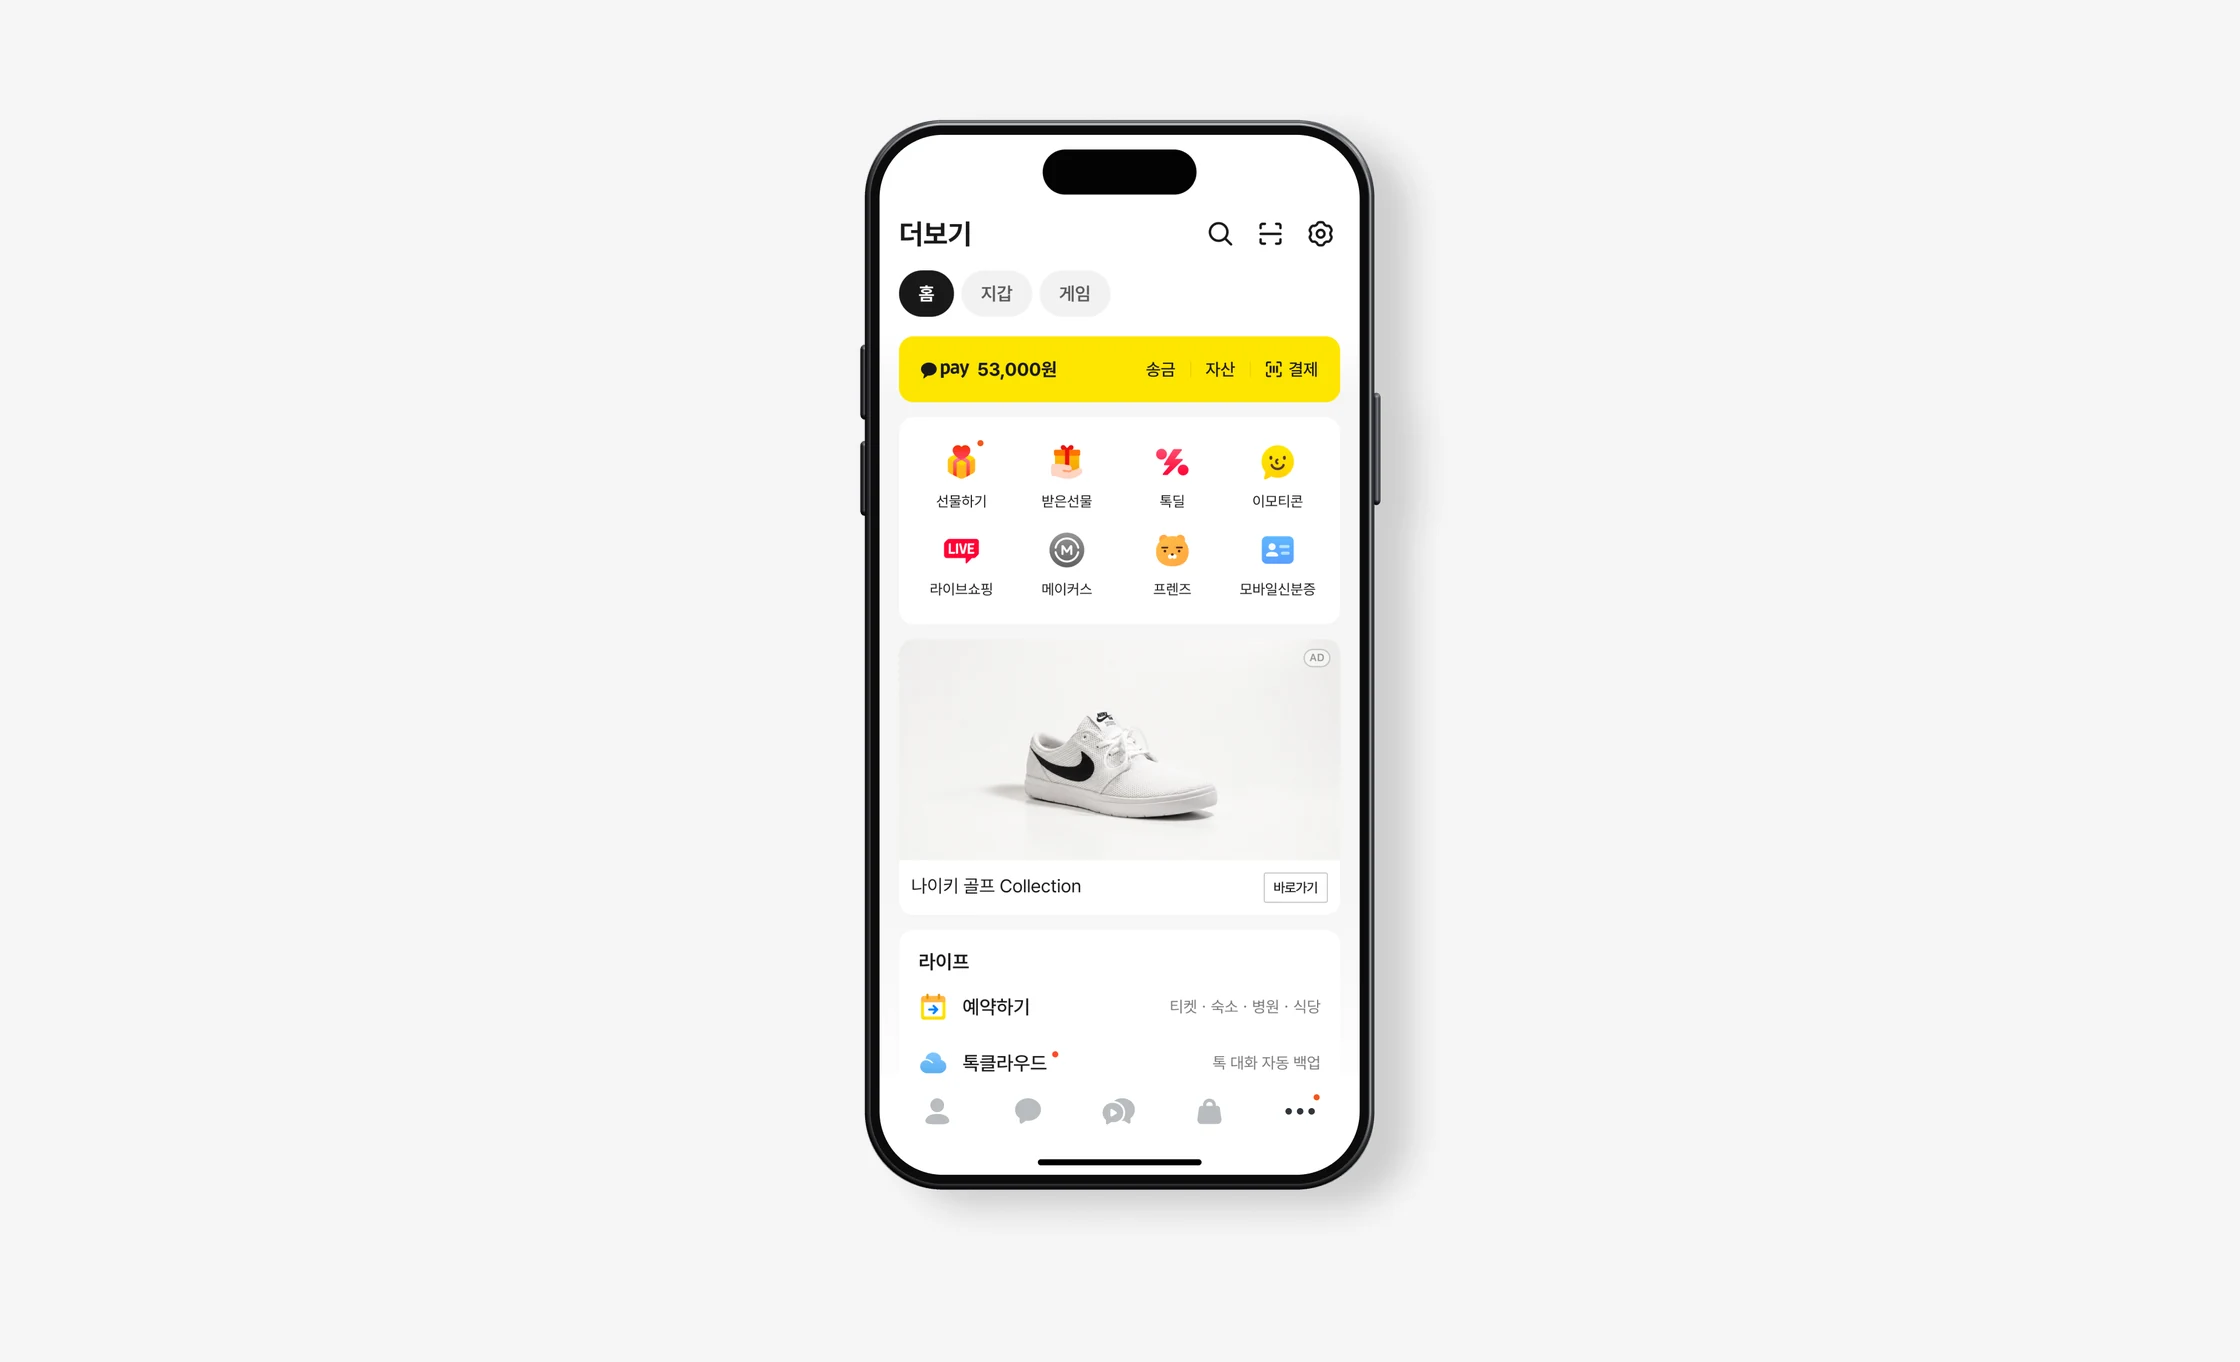 더보기
홈 지갑 게임
pay 53,000원 송금 자산 결제
선물하기 받은선물 톡딜 이모티콘
LIVE M
라이브쇼핑 메이커스 프렌즈 모바일신분증
AD
나이키 골프 Collection 바로가기
라이프
예약하기 티켓 · 숙소 · 병원 · 식당
톡클라우드 톡 대화 자동 백업